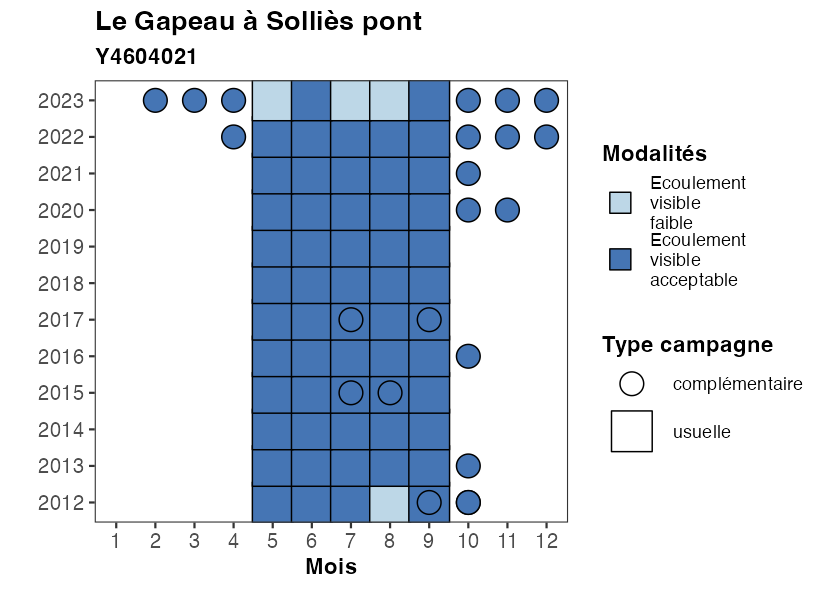 Le Gapeau à Solliès pont
Y4604021
2023
2022
2021
2020
2019
2018
2017
2016
2015
2014
2013
2012
1 2 3 4 5 6 7 8 9 10 11 12
Mois
Modalités
Ecoulement
visible
faible
Ecoulement
visible
acceptable
Type campagne
complémentaire
usuelle